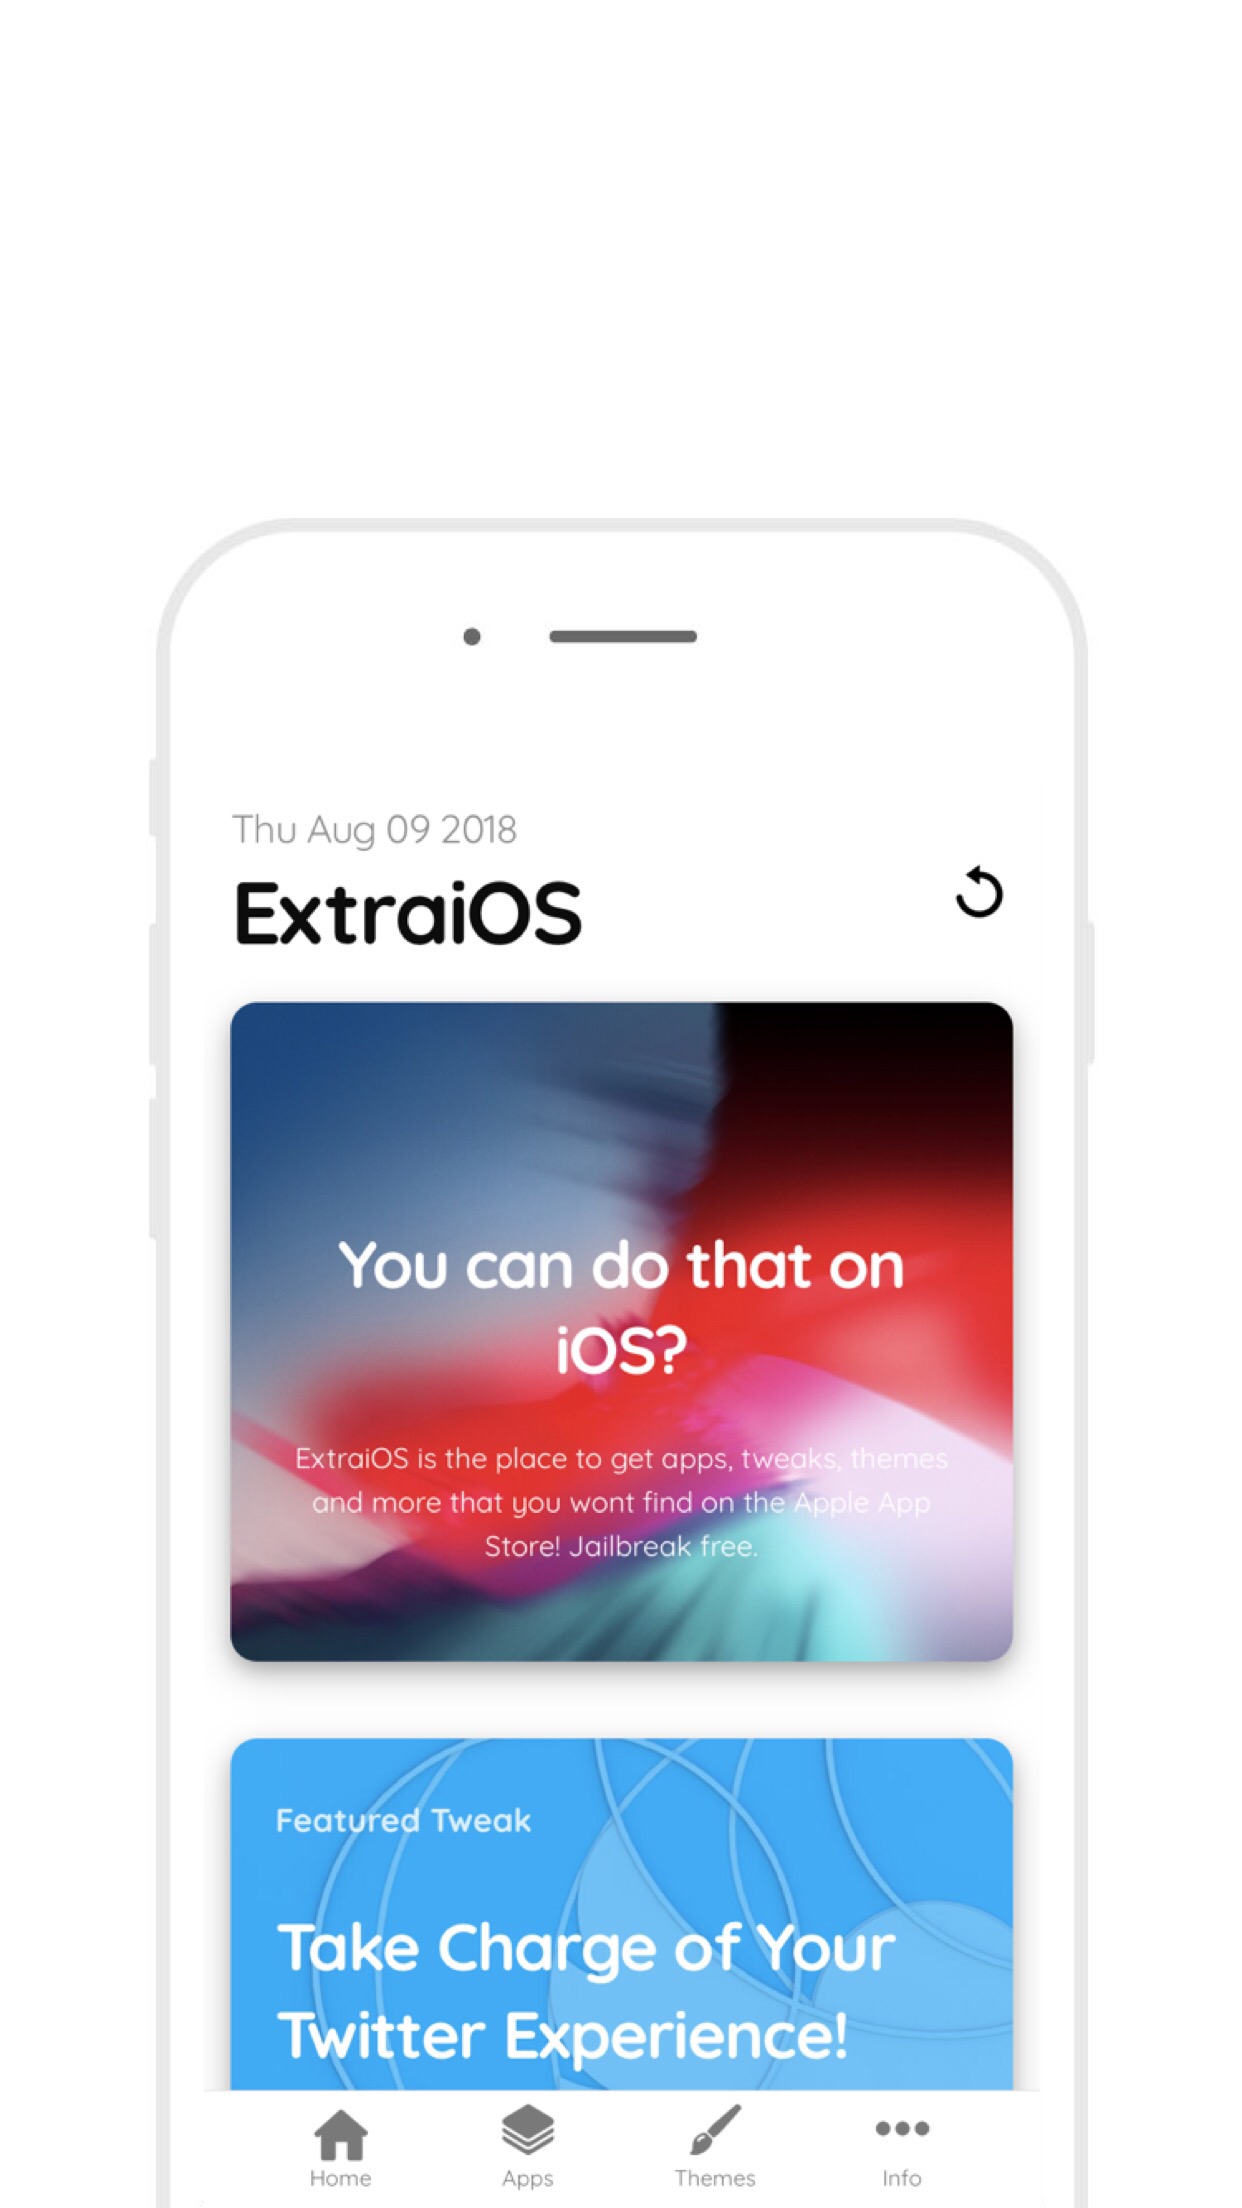 Thu Aug 09 2018
ExtraiOS
You can do that on
iOS?
ExtraiOS is the place to get apps, tweaks, themes
and more that you wont find on the Apple App
Store! Jailbreak free.
Featured Tweak
Take Charge of Your
Twitter Experience!
Home
Apps
Themes
Info